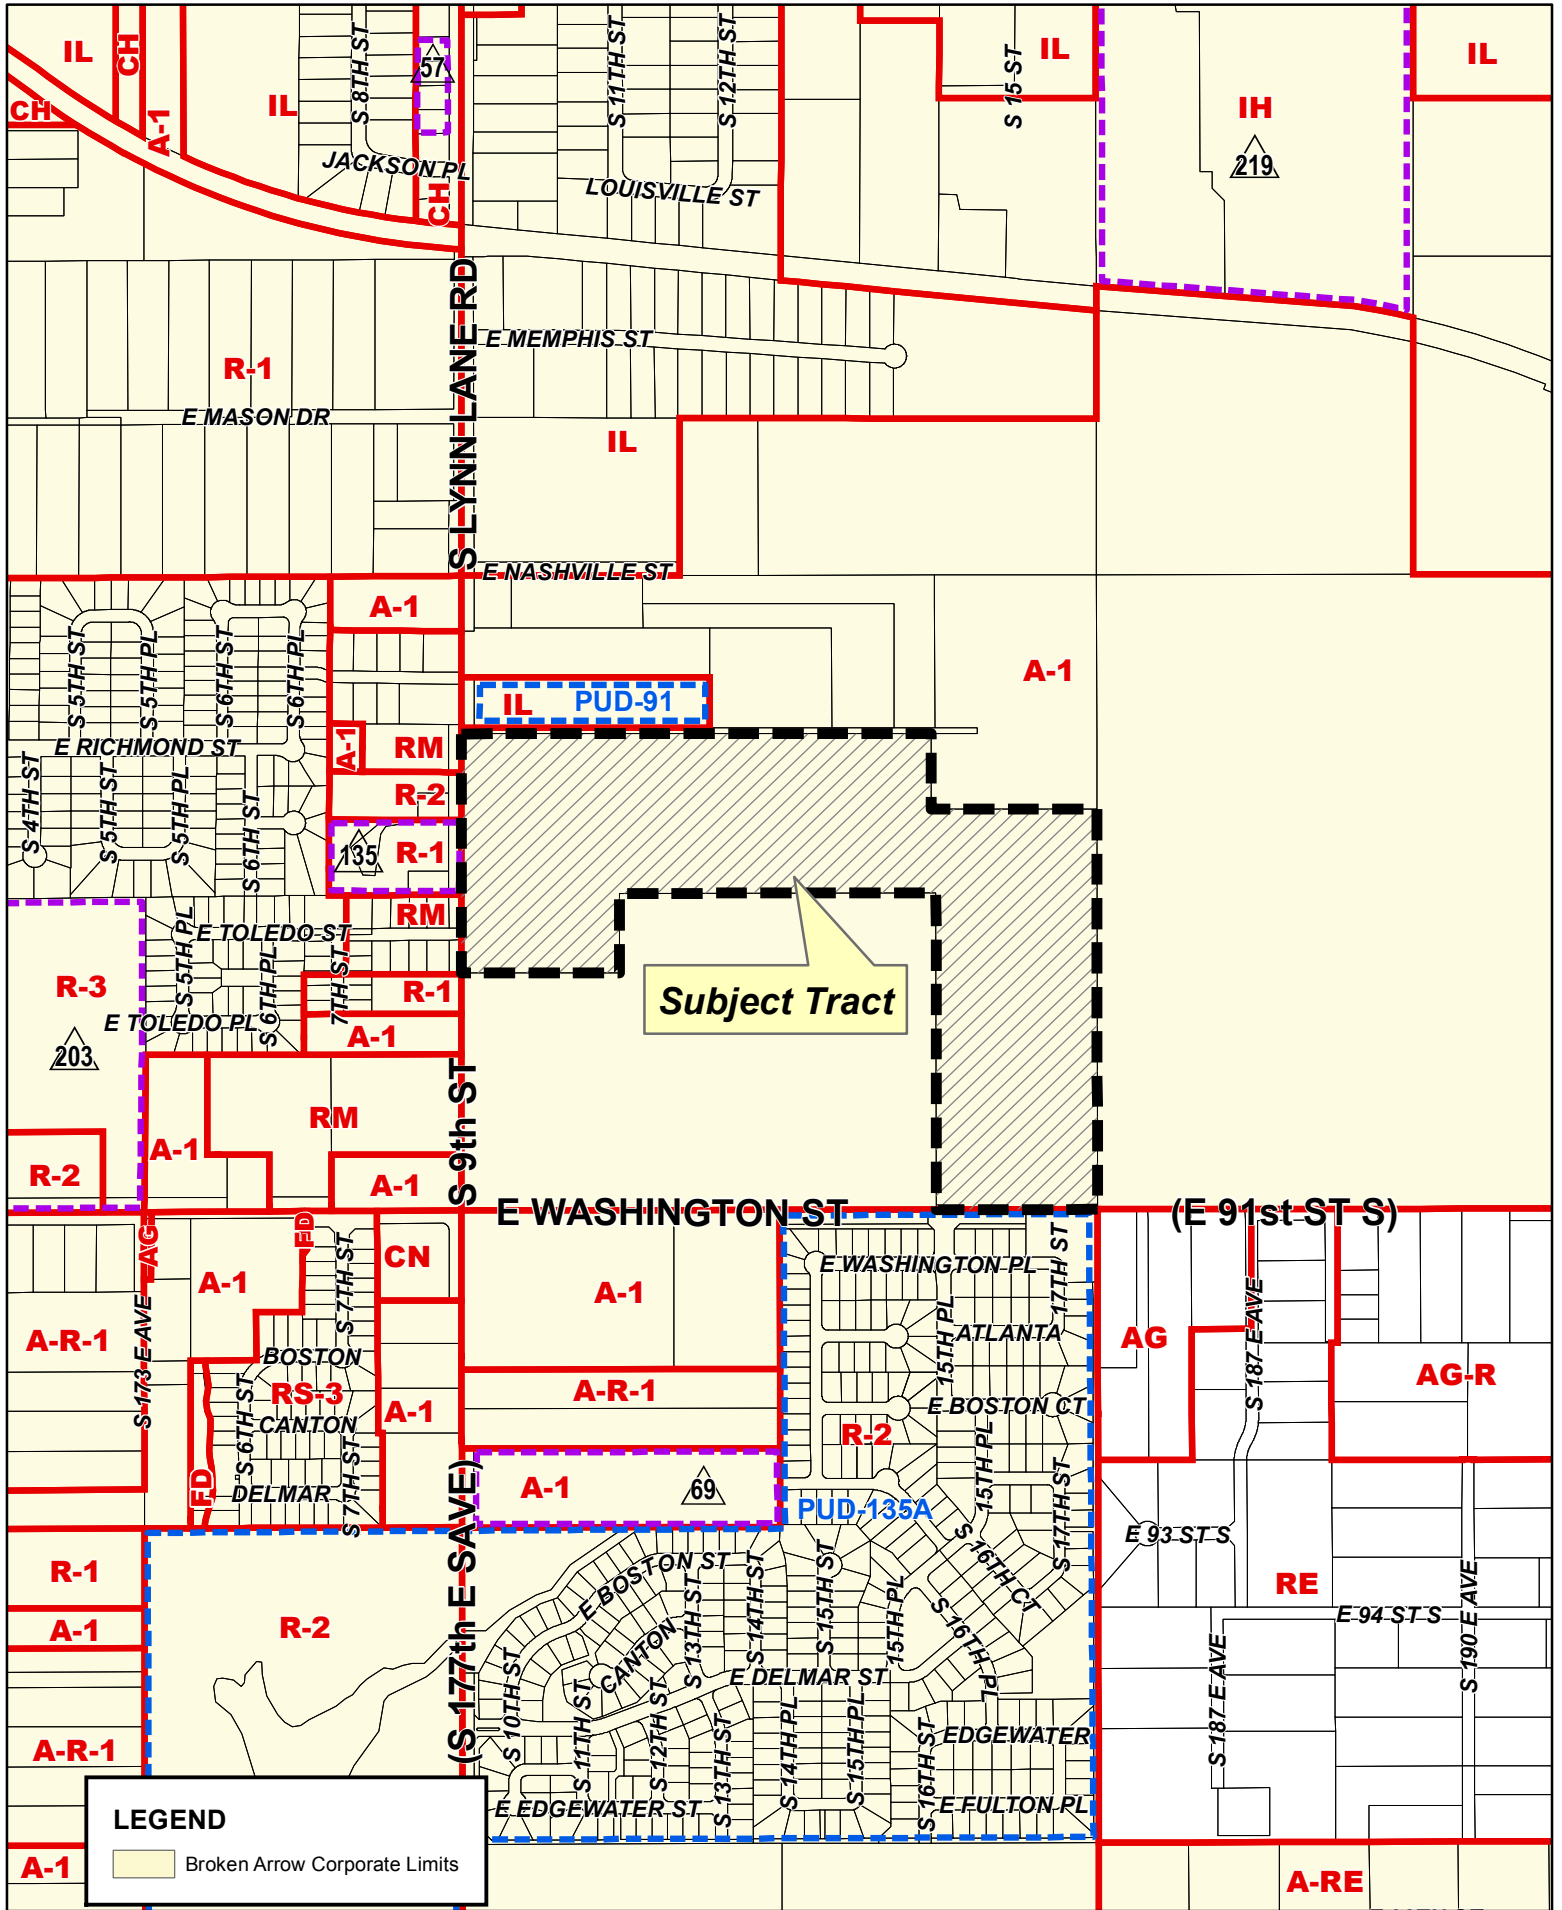 IL
CH
S 8TH ST
57
S 11TH ST
S 12TH ST
S 15 ST
IL
IH
IL
CH
A-1
IL
219
JACKSON PL
CH
LOUISVILLE ST
S LYNN LANE RD
E MEMPHIS ST
R-1
E MASON DR
IL
E NASHVILLE ST
A-1
S 5TH ST
S 5TH PL
S 6TH ST
S 6TH PL
A-1
IL
PUD-91
E RICHMOND ST
A-1
RM
S 4TH ST
S 5TH ST
S 5TH PL
S 6TH ST
R-2
135
R-1
RM
S 5TH PL
E TOLEDO ST
S 6TH PL
7TH ST
R-3
R-1
Subject Tract
E TOLEDO PL
A-1
203
S 9th ST
RM
A-1
R-2
A-1
E WASHINGTON ST
(E 91st ST S)
AG
FD
S 7TH ST
CN
A-1
A-1
E WASHINGTON PL
17TH ST
S 173 E AVE
A-R-1
15TH PL
ATLANTA
AG
S 187 E AVE
AG-R
BOSTON
RS-3
S 6TH ST
CANTON
A-1
A-R-1
E BOSTON CT
R-2
FD
DELMAR
S 7TH ST
A-1
69
PUD-135A
15TH PL
S 17TH ST
(S 177th E SAVE)
S 16TH CT
E 93 ST S
R-1
E BOSTON ST
S 13TH ST
S 14TH ST
S 15TH ST
15TH PL
S 16TH PL
RE
E 94 ST S
S 190 E AVE
A-1
R-2
CANTON
E DELMAR ST
S 10TH ST
S 11TH ST
S 12TH ST
S 13TH ST
S 14TH PL
S 15TH PL
S 16TH ST
EDGEWATER
S 187 E AVE
A-R-1
E EDGEWATER ST
E FULTON PL
LEGEND
Broken Arrow Corporate Limits
A-1
A-RE